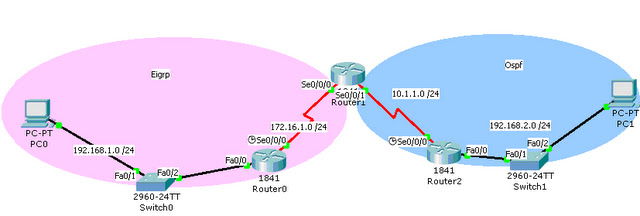 Eigrp
Ospf
Se0/0/0
Se0/0/1
Router1
10.1.1.0 /24
PC-PT
PC0
PC-PT
PC1
172.16.1.0 /24
192.168.2.0 /24
Se0/0/0
Se0/0/0
192.168.1.0 /24
Fa0/1
Fa0/2
Fa0/0
1841
Router0
Fa0/0
Fa0/1
Fa0/2
1841
Router2
2960-24TT
Switch0
2960-24TT
Switch1